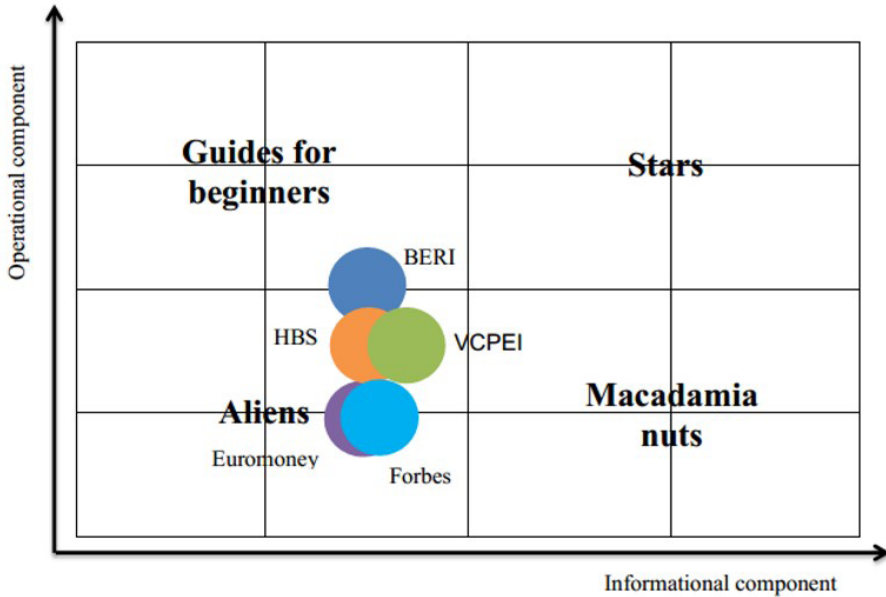 Operational component
Guides for
beginners
Stars
BERI
HBS
VCPEI
Macadamia
nuts
Aliens
Euromoney
Forbes
Informational component